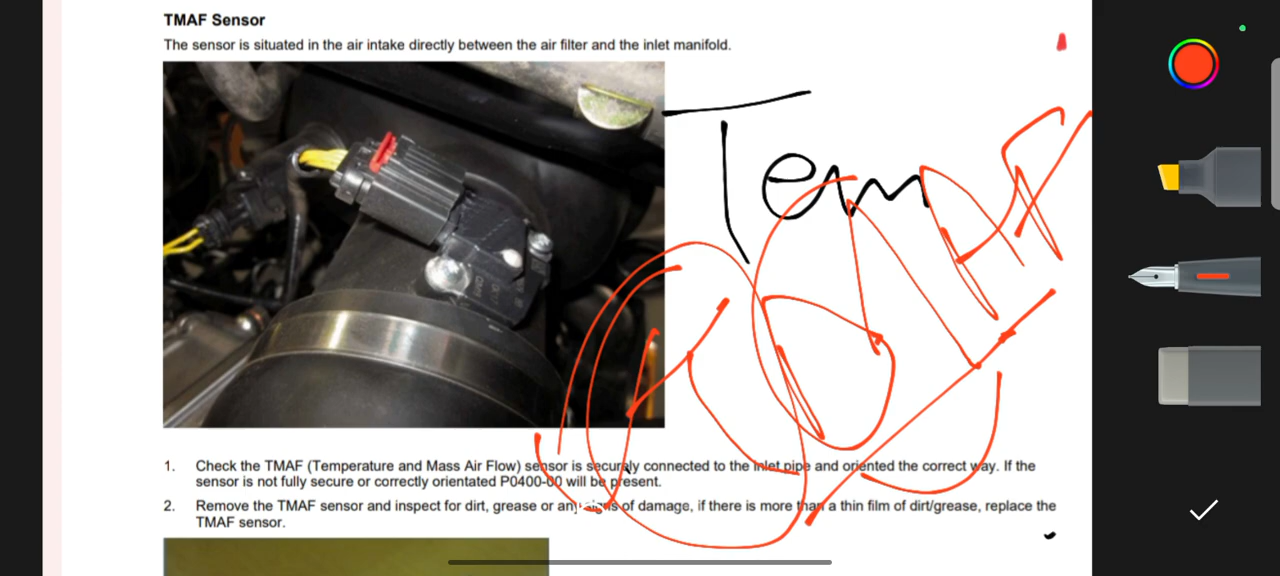 TMAF Sensor
The sensor is situated in the air intake directly between the air filter and the inlet manifold.
Tem
1. Check the TMAF (Temperature and Mass Air Flow) sensor is securely connected to the inlet pipe and oriented the correct way. If the
sensor is not fully secure or correctly orientated P0400-00 will be present.
2. Remove the TMAF sensor and inspect for dirt, grease or any signs of damage, if there is more than a thin film of dirt/grease, replace the
TMAF sensor.